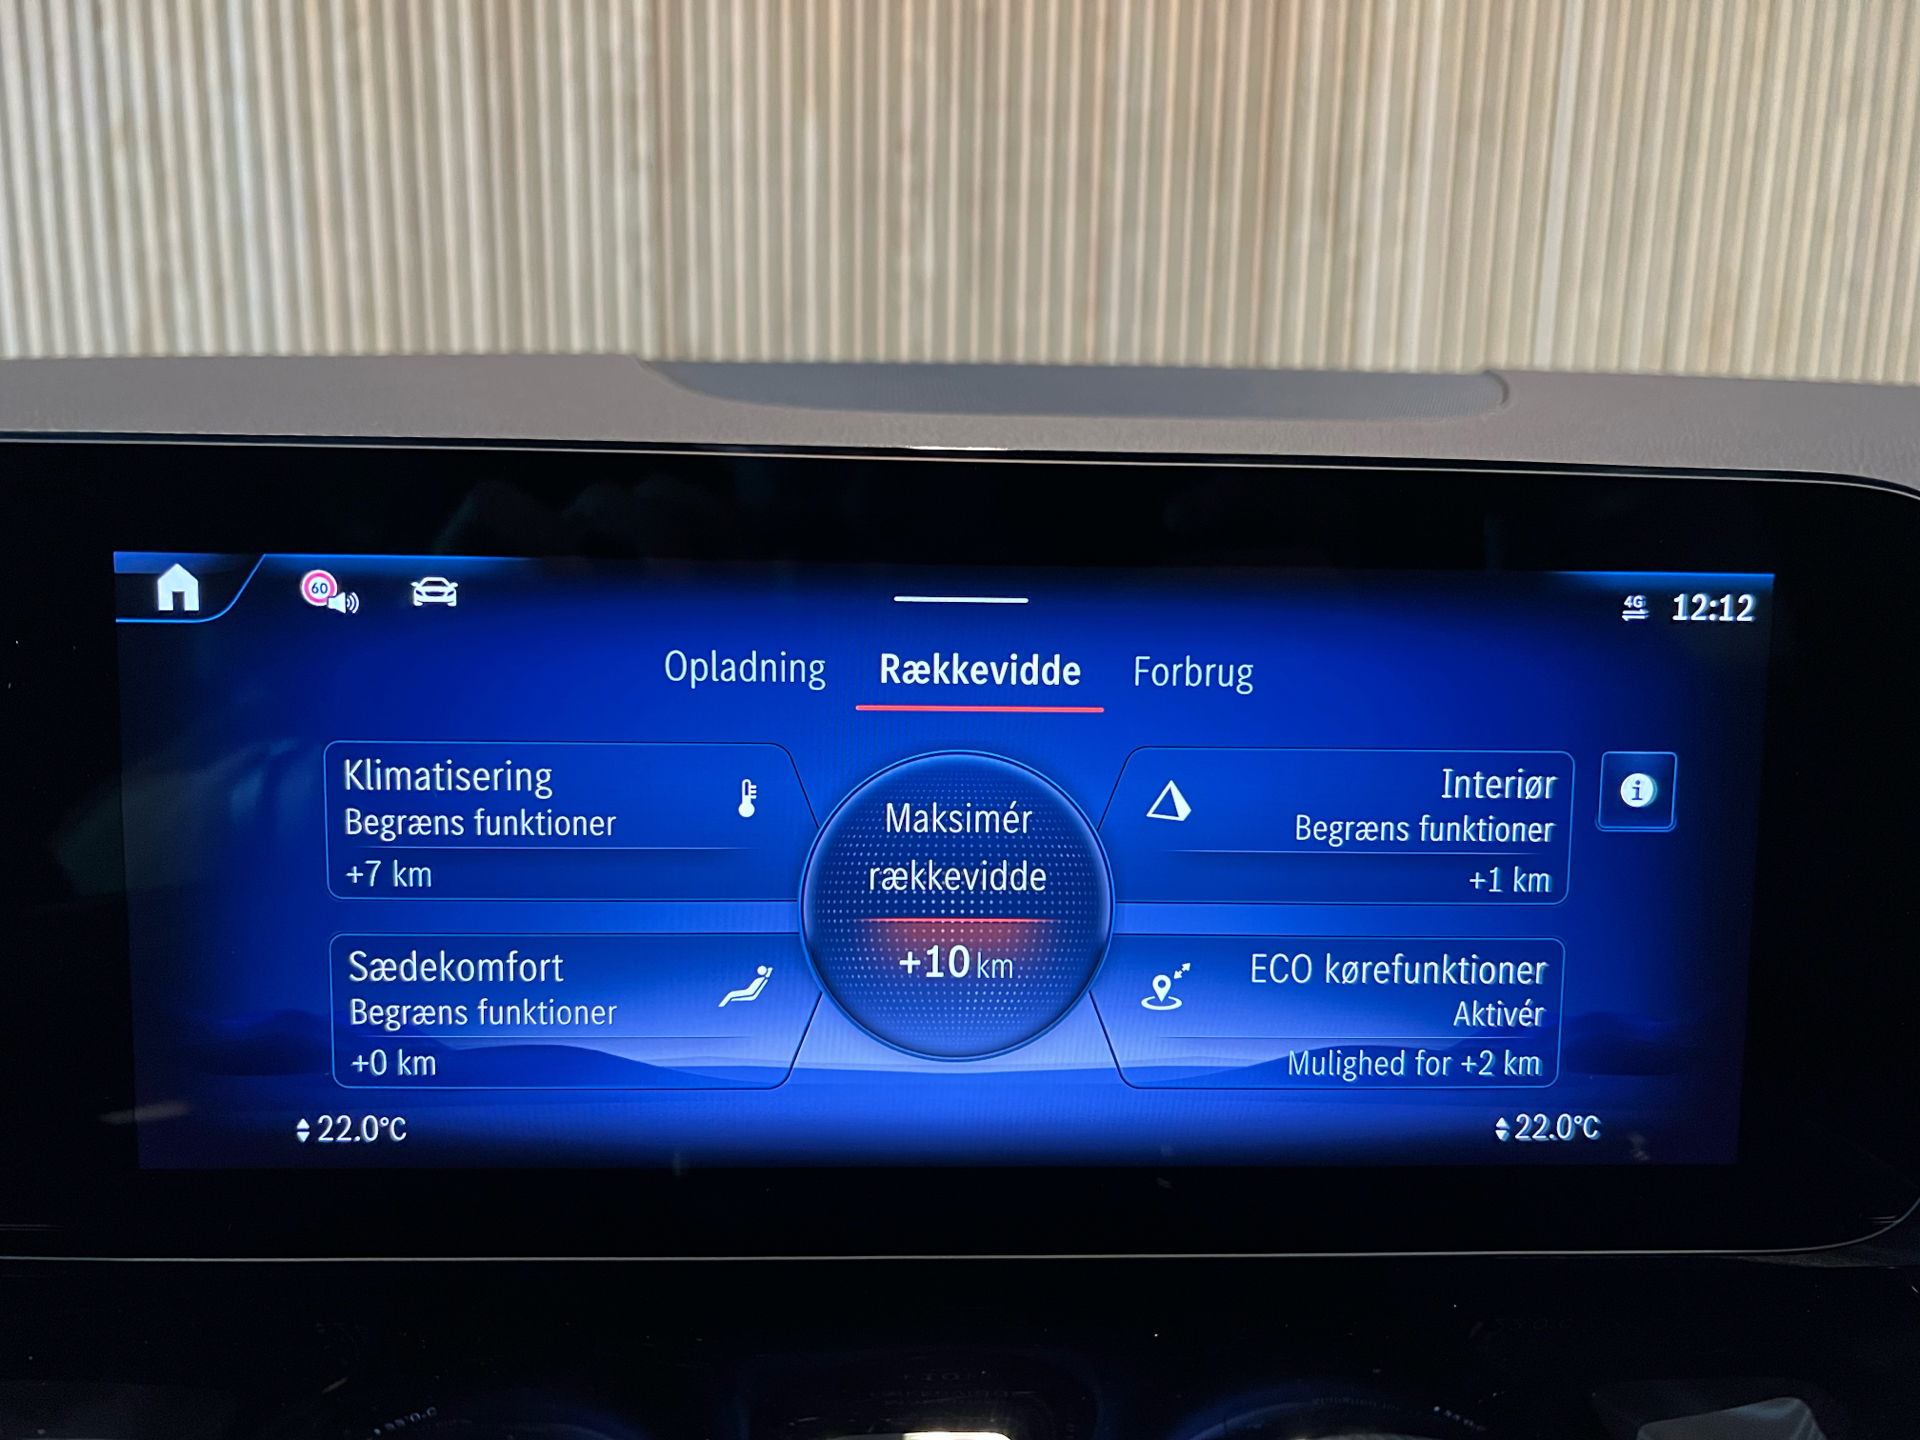 60
4G
12:12
Opladning
Rækkevidde
Forbrug
Klimatisering
Begræns funktioner
+7 km
Maksimér
rækkevidde
+10 km
Interiør
Begræns funktioner
+1 km
i
Sædekomfort
Begræns funktioner
+0 km
ECO kørefunktioner
Aktivér
Mulighed for +2 km
22.0°C
22.0°C